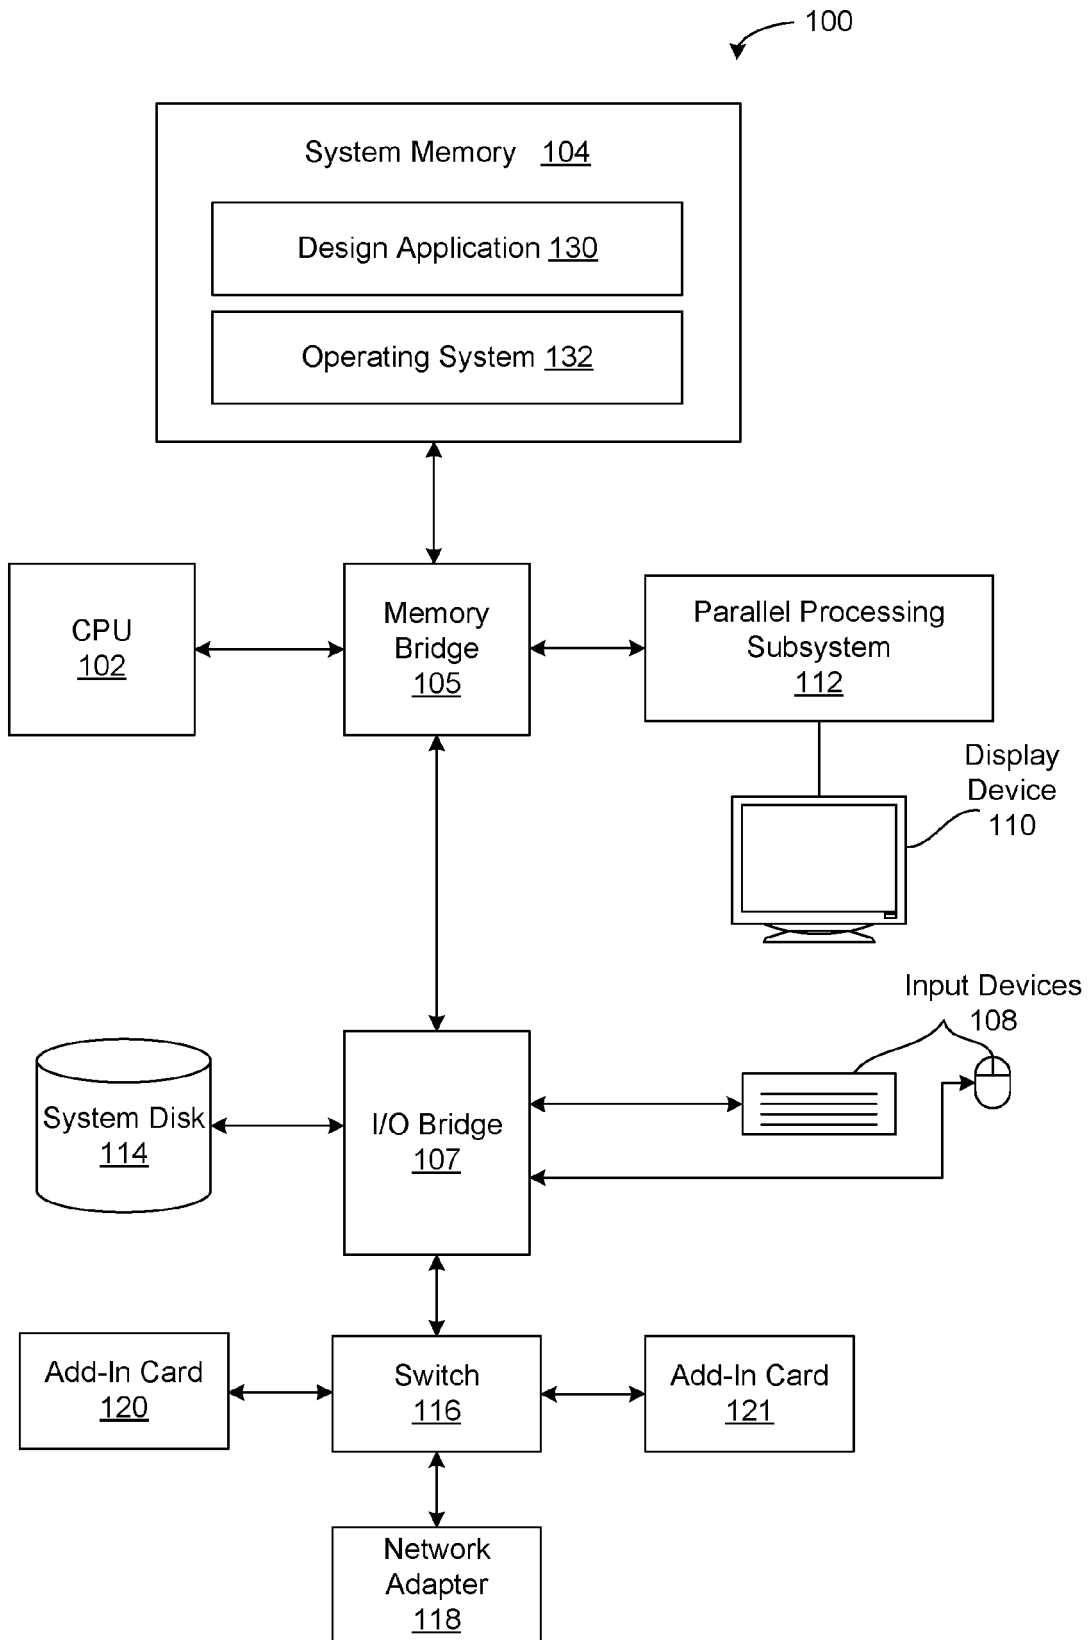 100
System Memory 104
Design Application 130
Operating System 132
CPU
102
Memory
Bridge
105
Parallel Processing
Subsystem
112
Display
Device
110
Input Devices
108
System Disk
114
I/O Bridge
107
Add-In Card
120
Switch
116
Add-In Card
121
Network
Adapter
118